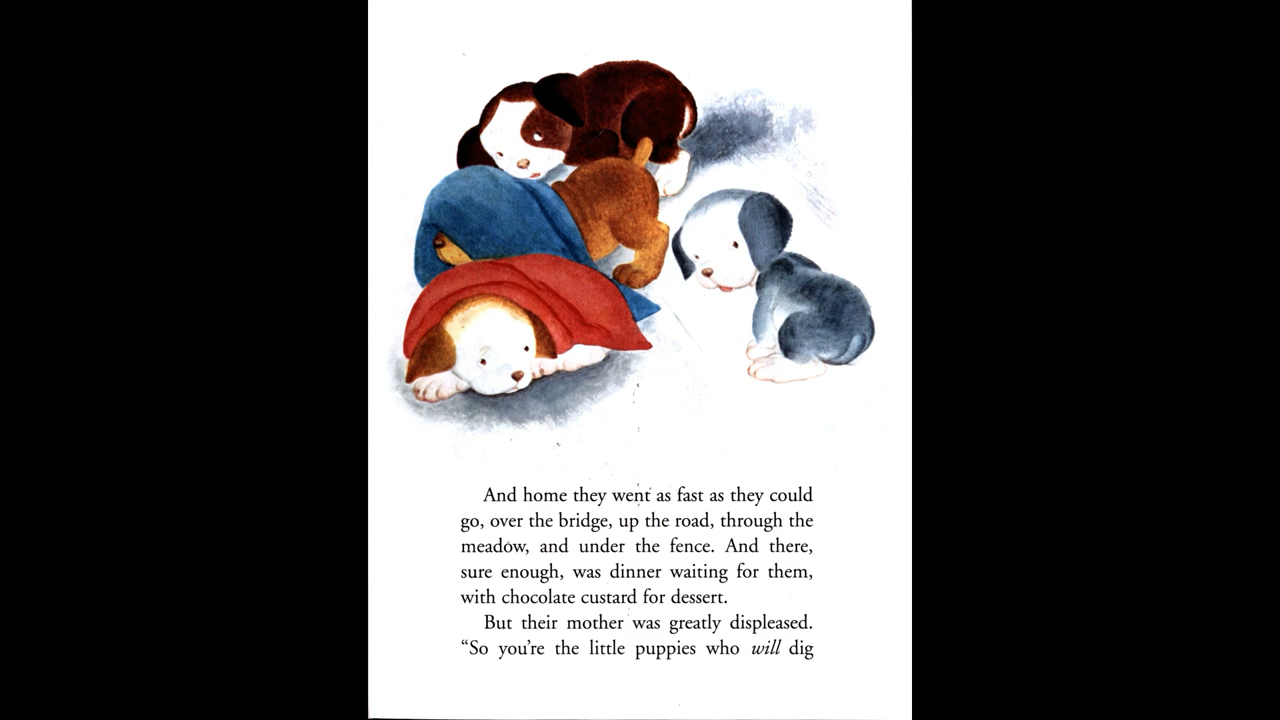 And home they went as fast as they could
go, over the bridge, up the road, through the
meadow, and under the fence. And there,
sure enough, was dinner waiting for them,
with chocolate custard for dessert.
But their mother was greatly displeased.
“So you’re the little puppies who will dig